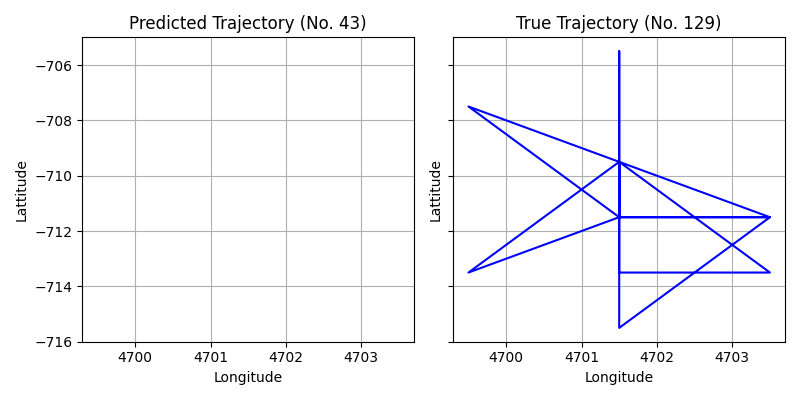 Predicted Trajectory (No. 43)
−706
−708
−710
−712
−714
−716
Lattitude
4700 4701 4702 4703
Longitude
True Trajectory (No. 129)
Lattitude
4700 4701 4702 4703
Longitude